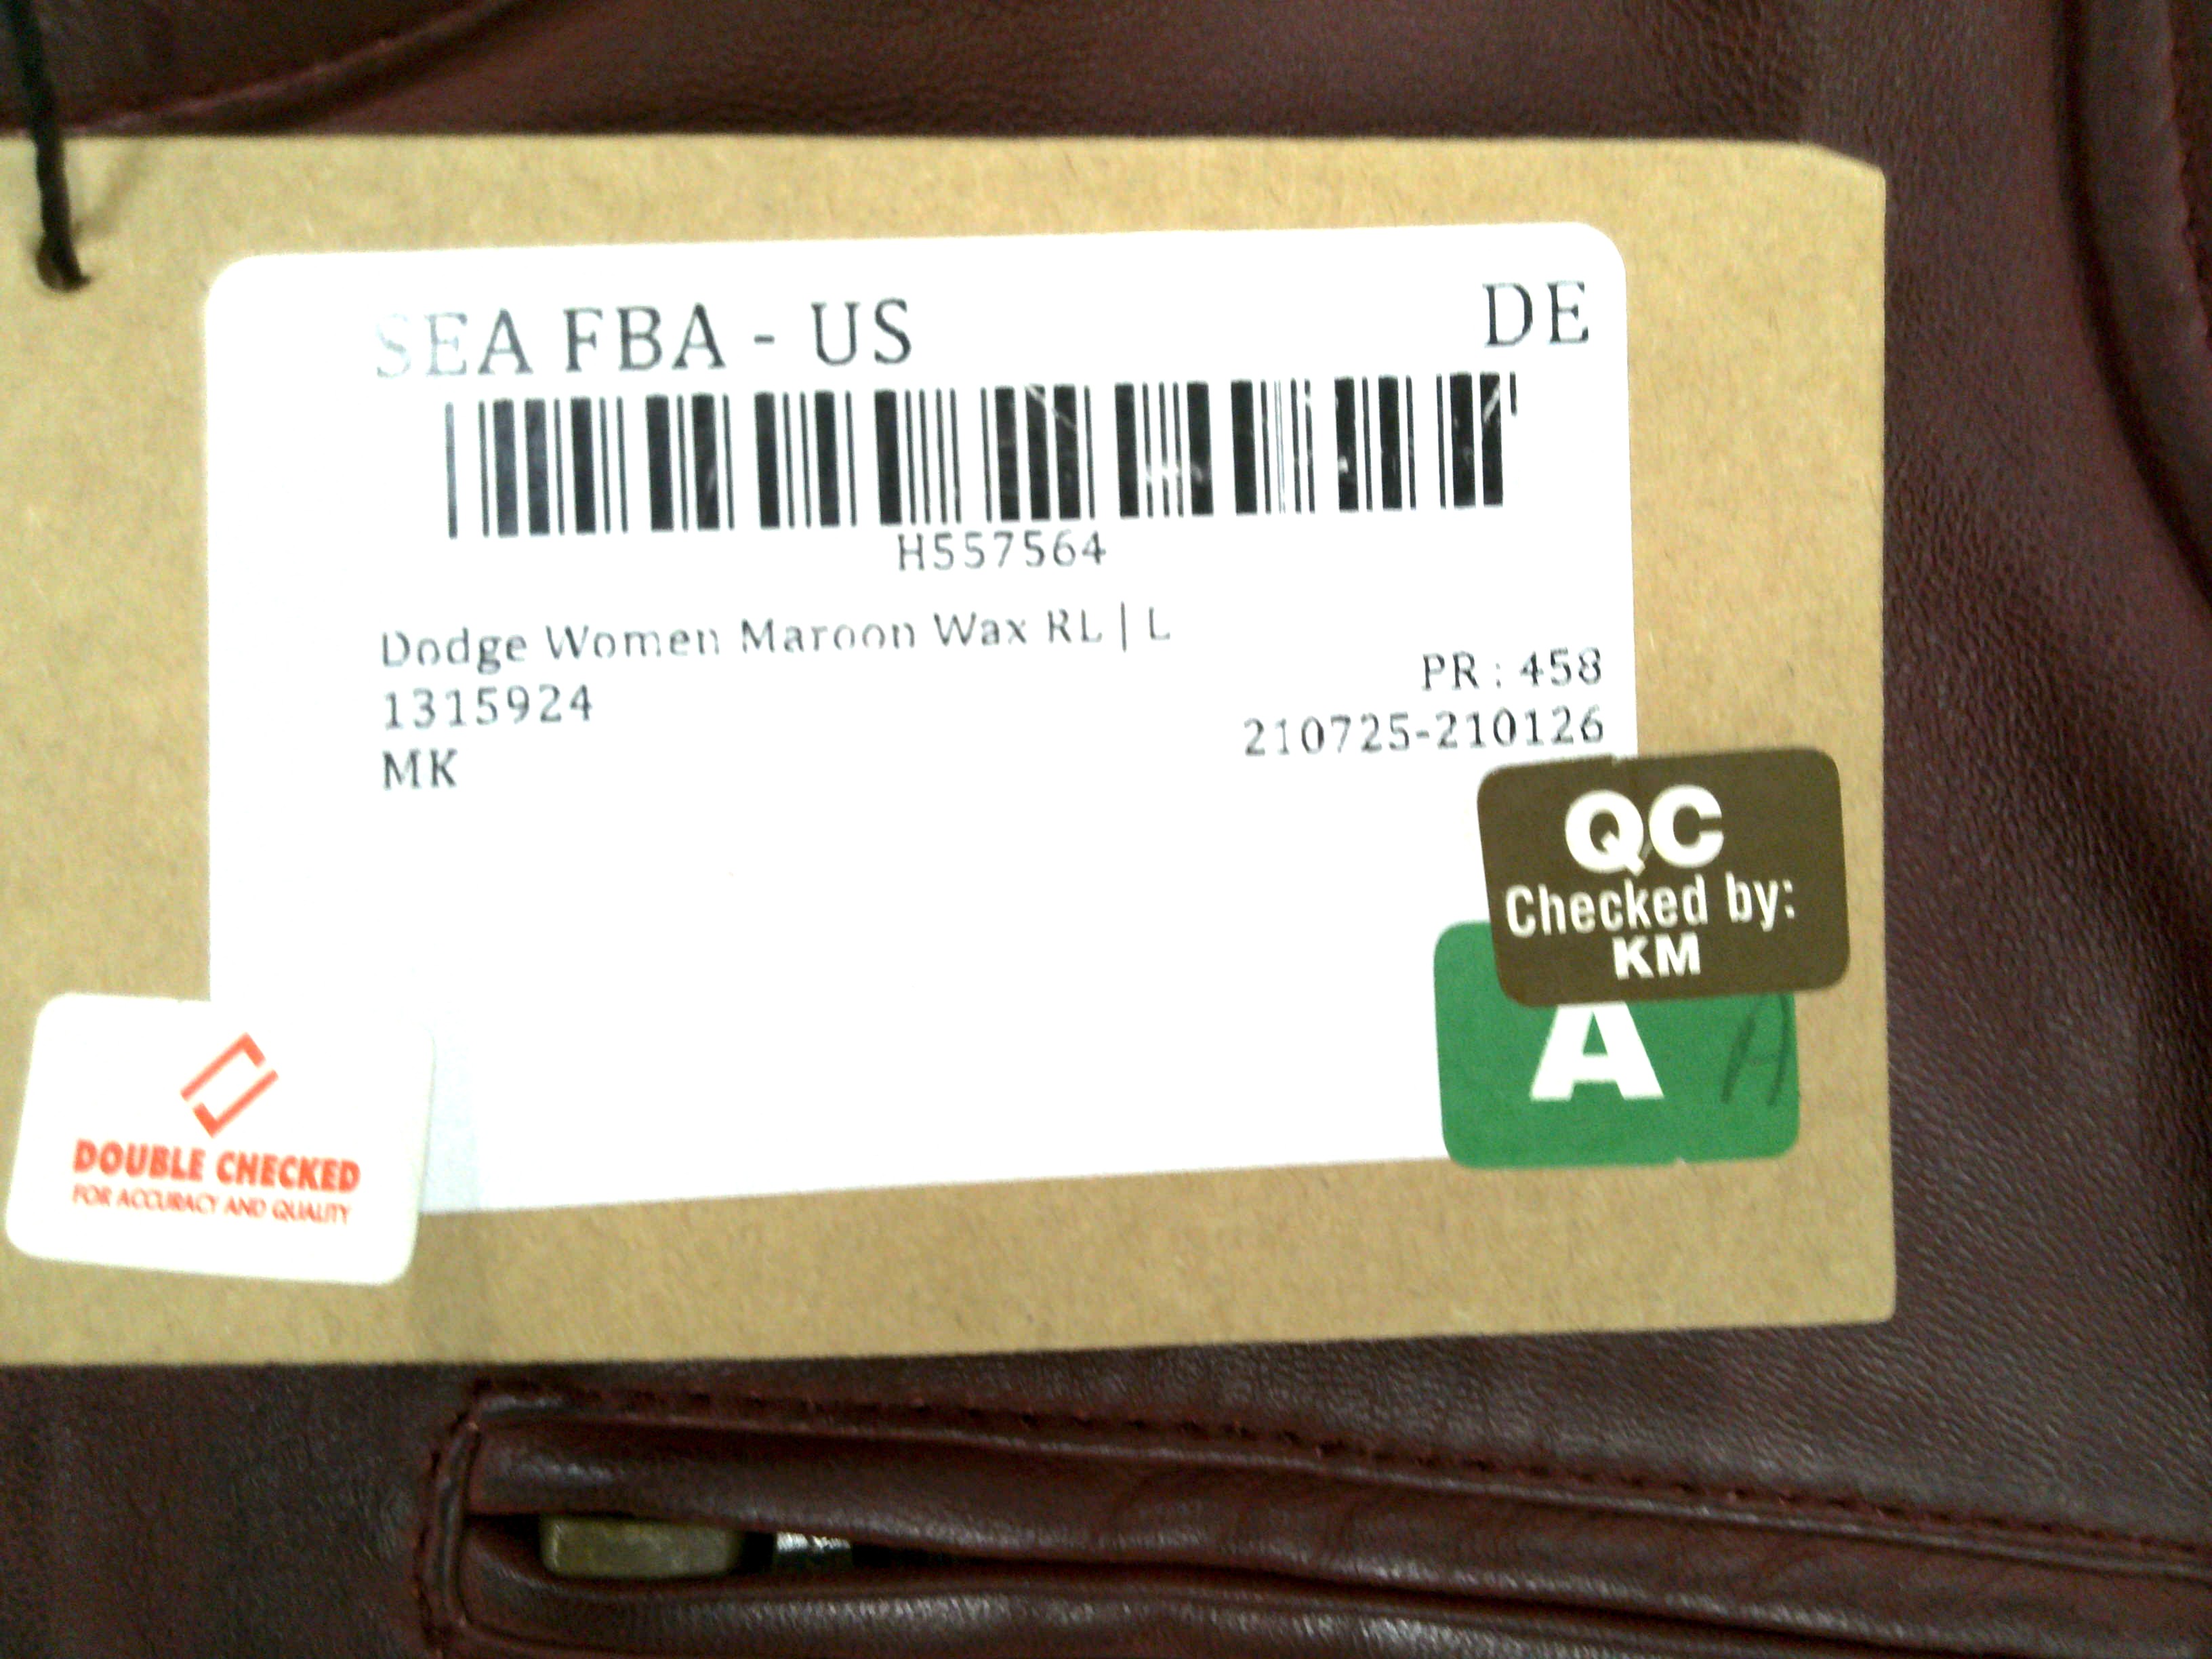 SEA FBA - US DE
H557564
Dodge Women Maroon Wax RL | L
1315924
PR : 458
MK
210725-210126
QC
Checked by:
KM
A A
DOUBLE CHECKED
FOR ACCURACY AND QUALITY